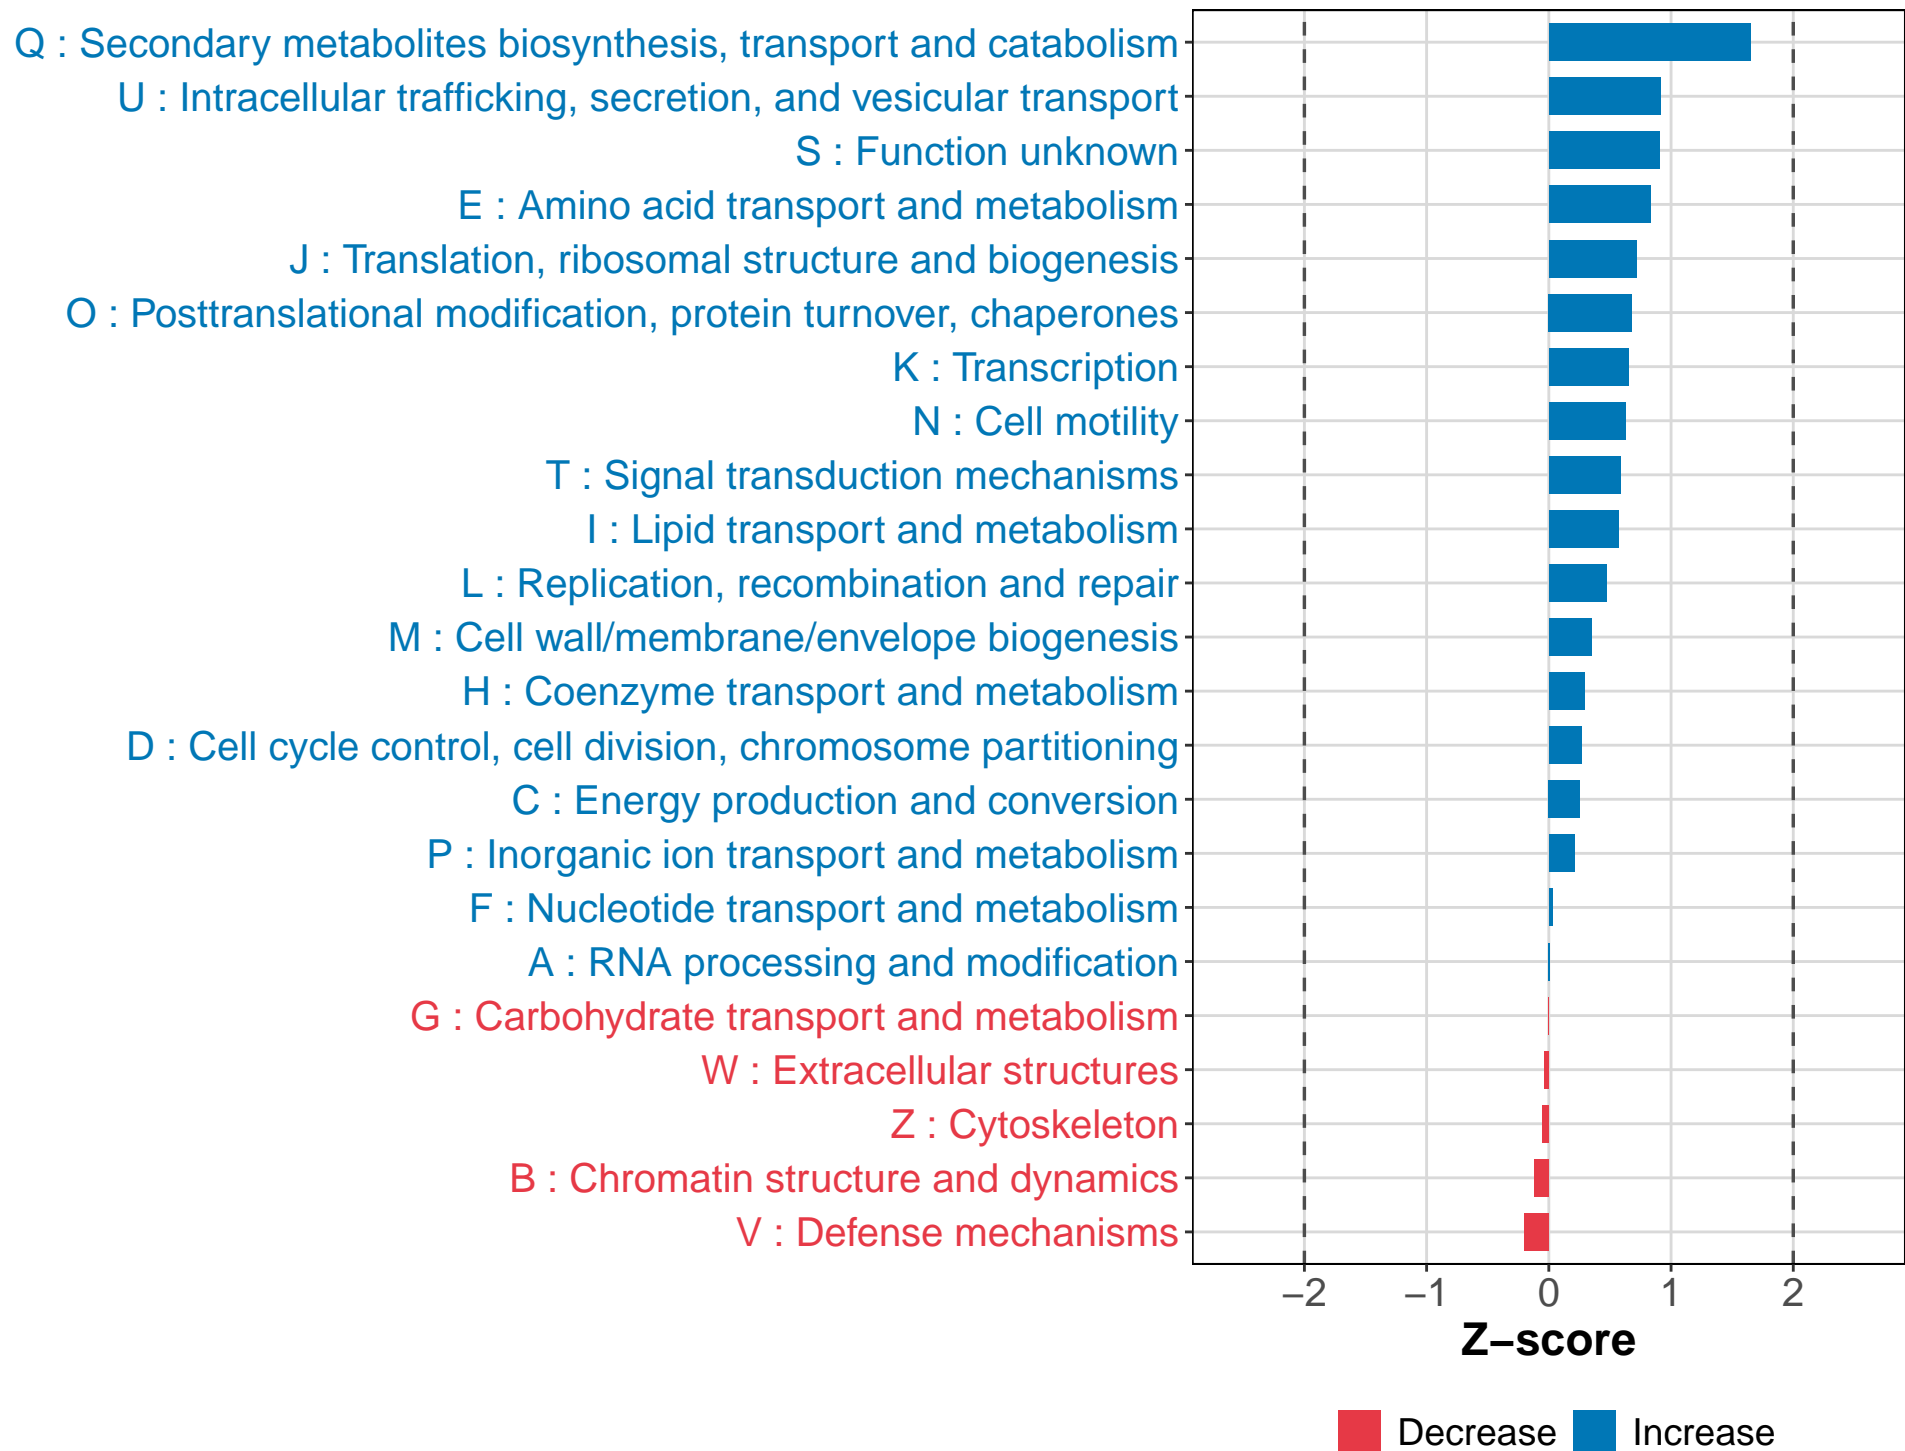 Q : Secondary metabolites biosynthesis, transport and catabolism
U : Intracellular trafficking, secretion, and vesicular transport
S : Function unknown
E : Amino acid transport and metabolism
J : Translation, ribosomal structure and biogenesis
O : Posttranslational modification, protein turnover, chaperones
K : Transcription
N : Cell motility
T : Signal transduction mechanisms
I : Lipid transport and metabolism
L : Replication, recombination and repair
M : Cell wall/membrane/envelope biogenesis
H : Coenzyme transport and metabolism
D : Cell cycle control, cell division, chromosome partitioning
C : Energy production and conversion
P : Inorganic ion transport and metabolism
F : Nucleotide transport and metabolism
A : RNA processing and modification
G : Carbohydrate transport and metabolism
W : Extracellular structures
Z : Cytoskeleton
B : Chromatin structure and dynamics
V : Defense mechanisms
−2 −1 0 1 2
Z−score
Decrease Increase